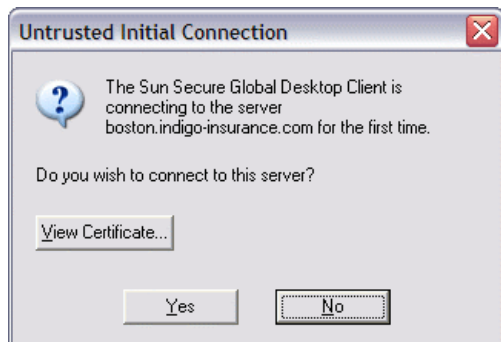 Untrusted Initial Connection
The Sun Secure Global Desktop Client is
connecting to the server
boston.indigo-insurance.com for the first time.
Do you wish to connect to this server?
View Certificate...
Yes
No